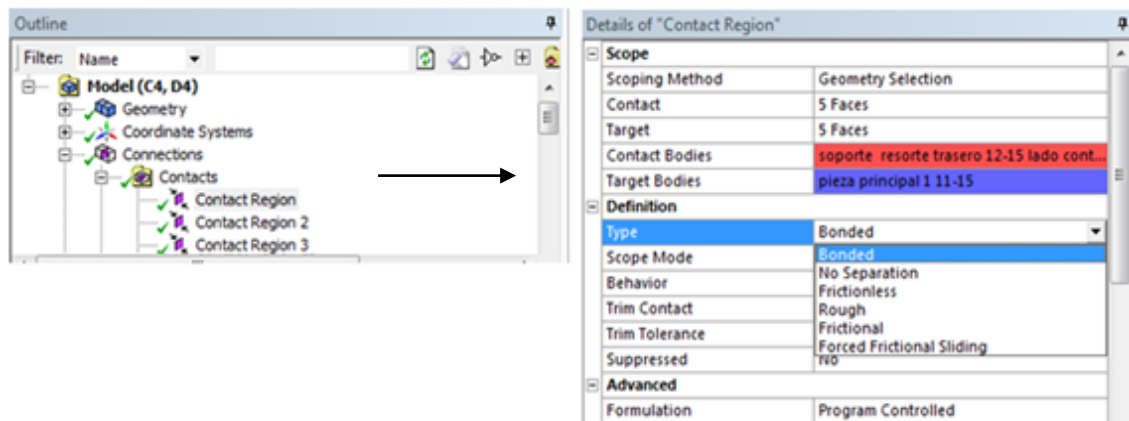 Outline
Filter: Name
Model (C4, D4)
Geometry
Coordinate Systems
Connections
Contacts
Contact Region
Contact Region 2
Contact Region 3
Details of "Contact Region"
Scope
Scoping Method Geometry Selection
Contact 5 Faces
Target 5 Faces
Contact Bodies soporte resorte trasero 12-15 lado cont...
Target Bodies pieza principal 1 11-15
Definition
Type Bonded
Scope Mode Bonded
No Separation
Behavior Frictionless
Trim Contact Rough
Trim Tolerance Frictional
Forced Frictional Sliding
Suppressed No
Advanced
Formulation Program Controlled